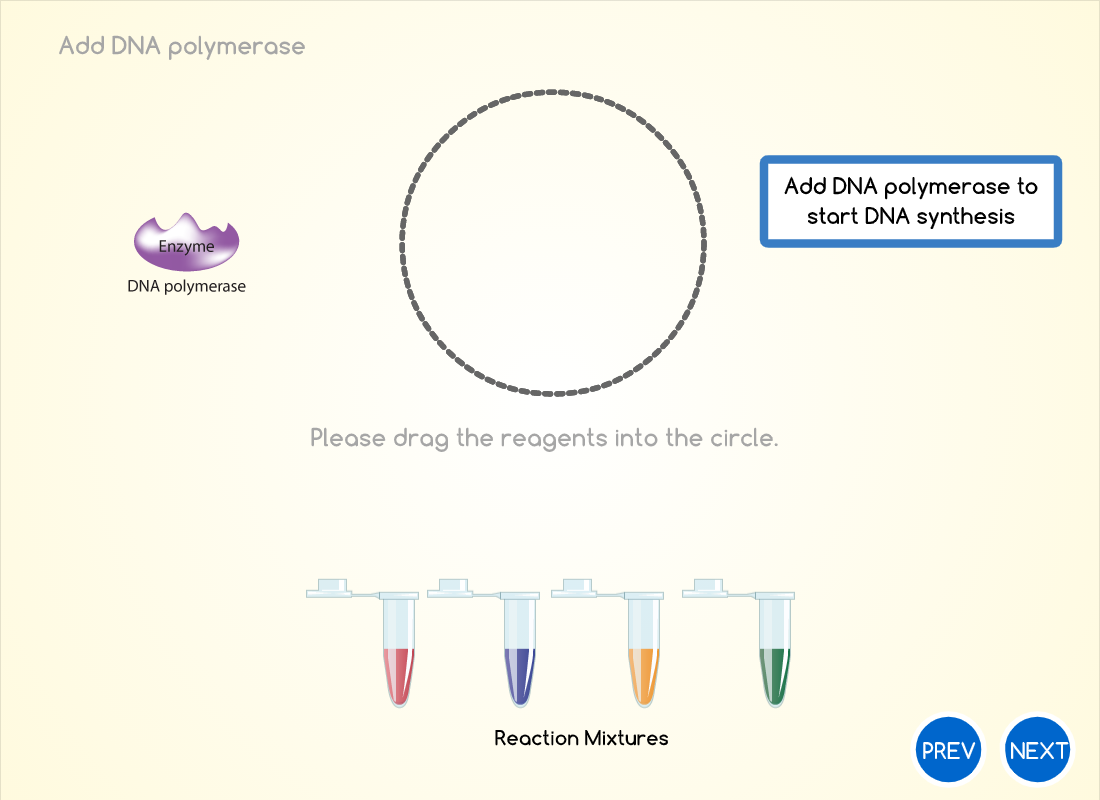 Add DNA polymerase
Add DNA polymerase to
start DNA synthesis
Enzyme
DNA polymerase
Please drag the reagents into the circle.
Reaction Mixtures
PREV
NEXT